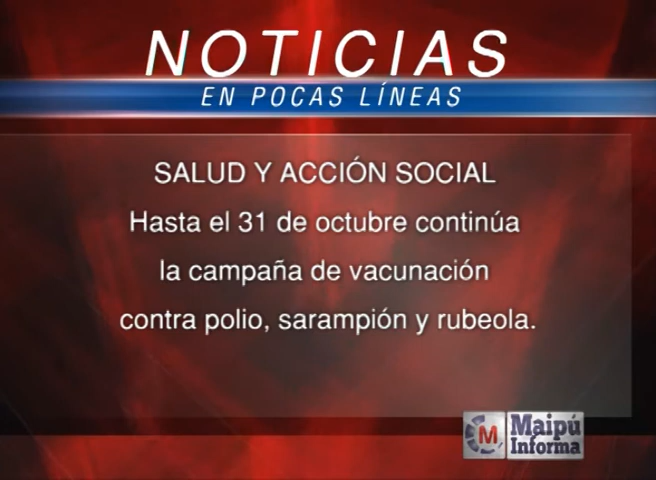 NOTICIAS
EN POCAS LÍNEAS
SALUD Y ACCIÓN SOCIAL
Hasta el 31 de octubre continúa
la campaña de vacunación
contra polio, sarampión y rubeola.
M Maipú
Informa